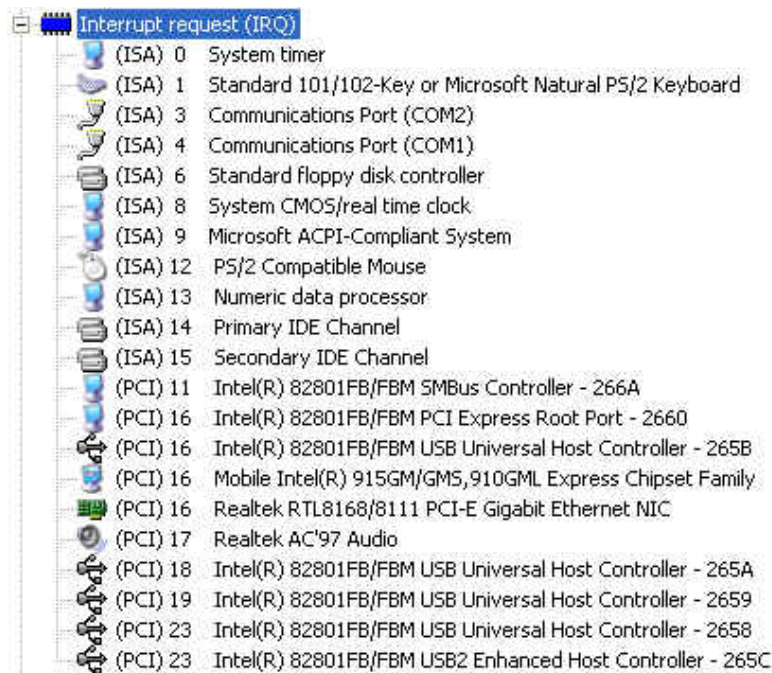 Interrupt request (IRQ)
(ISA) 0 System timer
(ISA) 1 Standard 101/102-Key or Microsoft Natural PS/2 Keyboard
(ISA) 3 Communications Port (COM2)
(ISA) 4 Communications Port (COM1)
(ISA) 6 Standard floppy disk controller
(ISA) 8 System CMOS/real time clock
(ISA) 9 Microsoft ACPI-Compliant System
(ISA) 12 PS/2 Compatible Mouse
(ISA) 13 Numeric data processor
(ISA) 14 Primary IDE Channel
(ISA) 15 Secondary IDE Channel
(PCI) 11 Intel(R) 82801FB/FBM SMBus Controller - 266A
(PCI) 16 Intel(R) 82801FB/FBM PCI Express Root Port - 2660
(PCI) 16 Intel(R) 82801FB/FBM USB Universal Host Controller - 265B
(PCI) 16 Mobile Intel(R) 915GM/GMS,910GML Express Chipset Family
(PCI) 16 Realtek RTL8168/8111 PCI-E Gigabit Ethernet NIC
(PCI) 17 Realtek AC'97 Audio
(PCI) 18 Intel(R) 82801FB/FBM USB Universal Host Controller - 265A
(PCI) 19 Intel(R) 82801FB/FBM USB Universal Host Controller - 2659
(PCI) 23 Intel(R) 82801FB/FBM USB Universal Host Controller - 2658
(PCI) 23 Intel(R) 82801FB/FBM USB2 Enhanced Host Controller - 265C